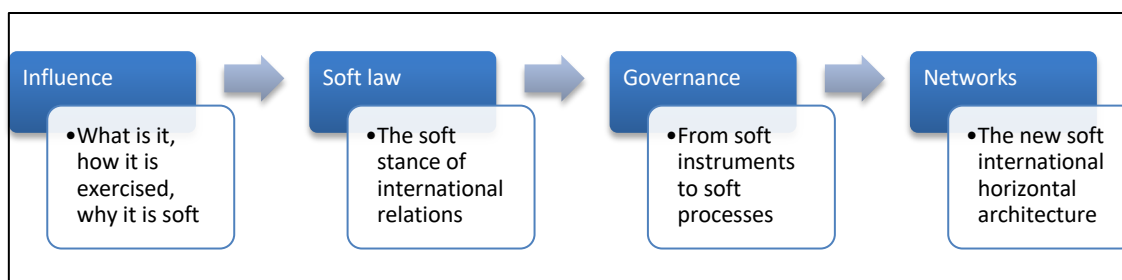 Influence
•What is it,
how it is
exercised,
why it is soft
Soft law
•The soft
stance of
international
relations
Governance
•From soft
instruments
to soft
processes
Networks
•The new soft
international
horizontal
architecture